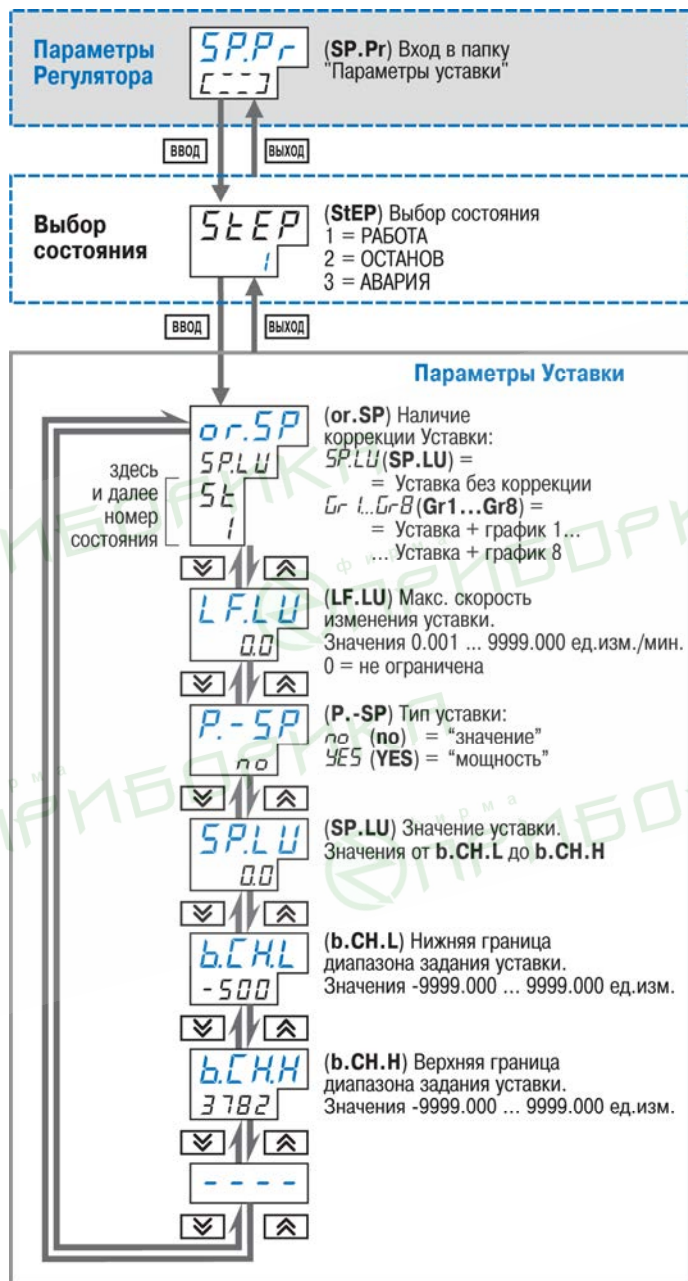 Параметры
Регулятора
SP.Pr
[---]
(SP.Pr) Вход в папку
"Параметры уставки"
ВВОД
ВЫХОД
Выбор
состояния
StEP
1
(StEP) Выбор состояния
1 = РАБОТА
2 = ОСТАНОВ
3 = АВАРИЯ
ВВОД
ВЫХОД
Параметры Уставки
здесь
и далее
номер
состояния
or.SP
SP.LU
St
1
(or.SP) Наличие
коррекции Уставки:
SP.LU (SP.LU) =
= Уставка без коррекции
Gr 1...Gr8 (Gr1...Gr8) =
= Уставка + график 1...
... Уставка + график 8
LF.LU
0.0
(LF.LU) Макс. скорость
изменения уставки.
Значения 0.001 ... 9999.000 ед.изм./мин.
0 = не ограничена
P.-SP
no
(P.-SP) Тип уставки:
no (no) = “значение”
YES (YES) = “мощность”
SP.LU
0.0
(SP.LU) Значение уставки.
Значения от b.CH.L до b.CH.H
b.CH.L
-500
(b.CH.L) Нижняя граница
диапазона задания уставки.
Значения -9999.000 ... 9999.000 ед.изм.
b.CH.H
3782
(b.CH.H) Верхняя граница
диапазона задания уставки.
Значения -9999.000 ... 9999.000 ед.изм.
- - - -
фирма
ПРИБОРИКА